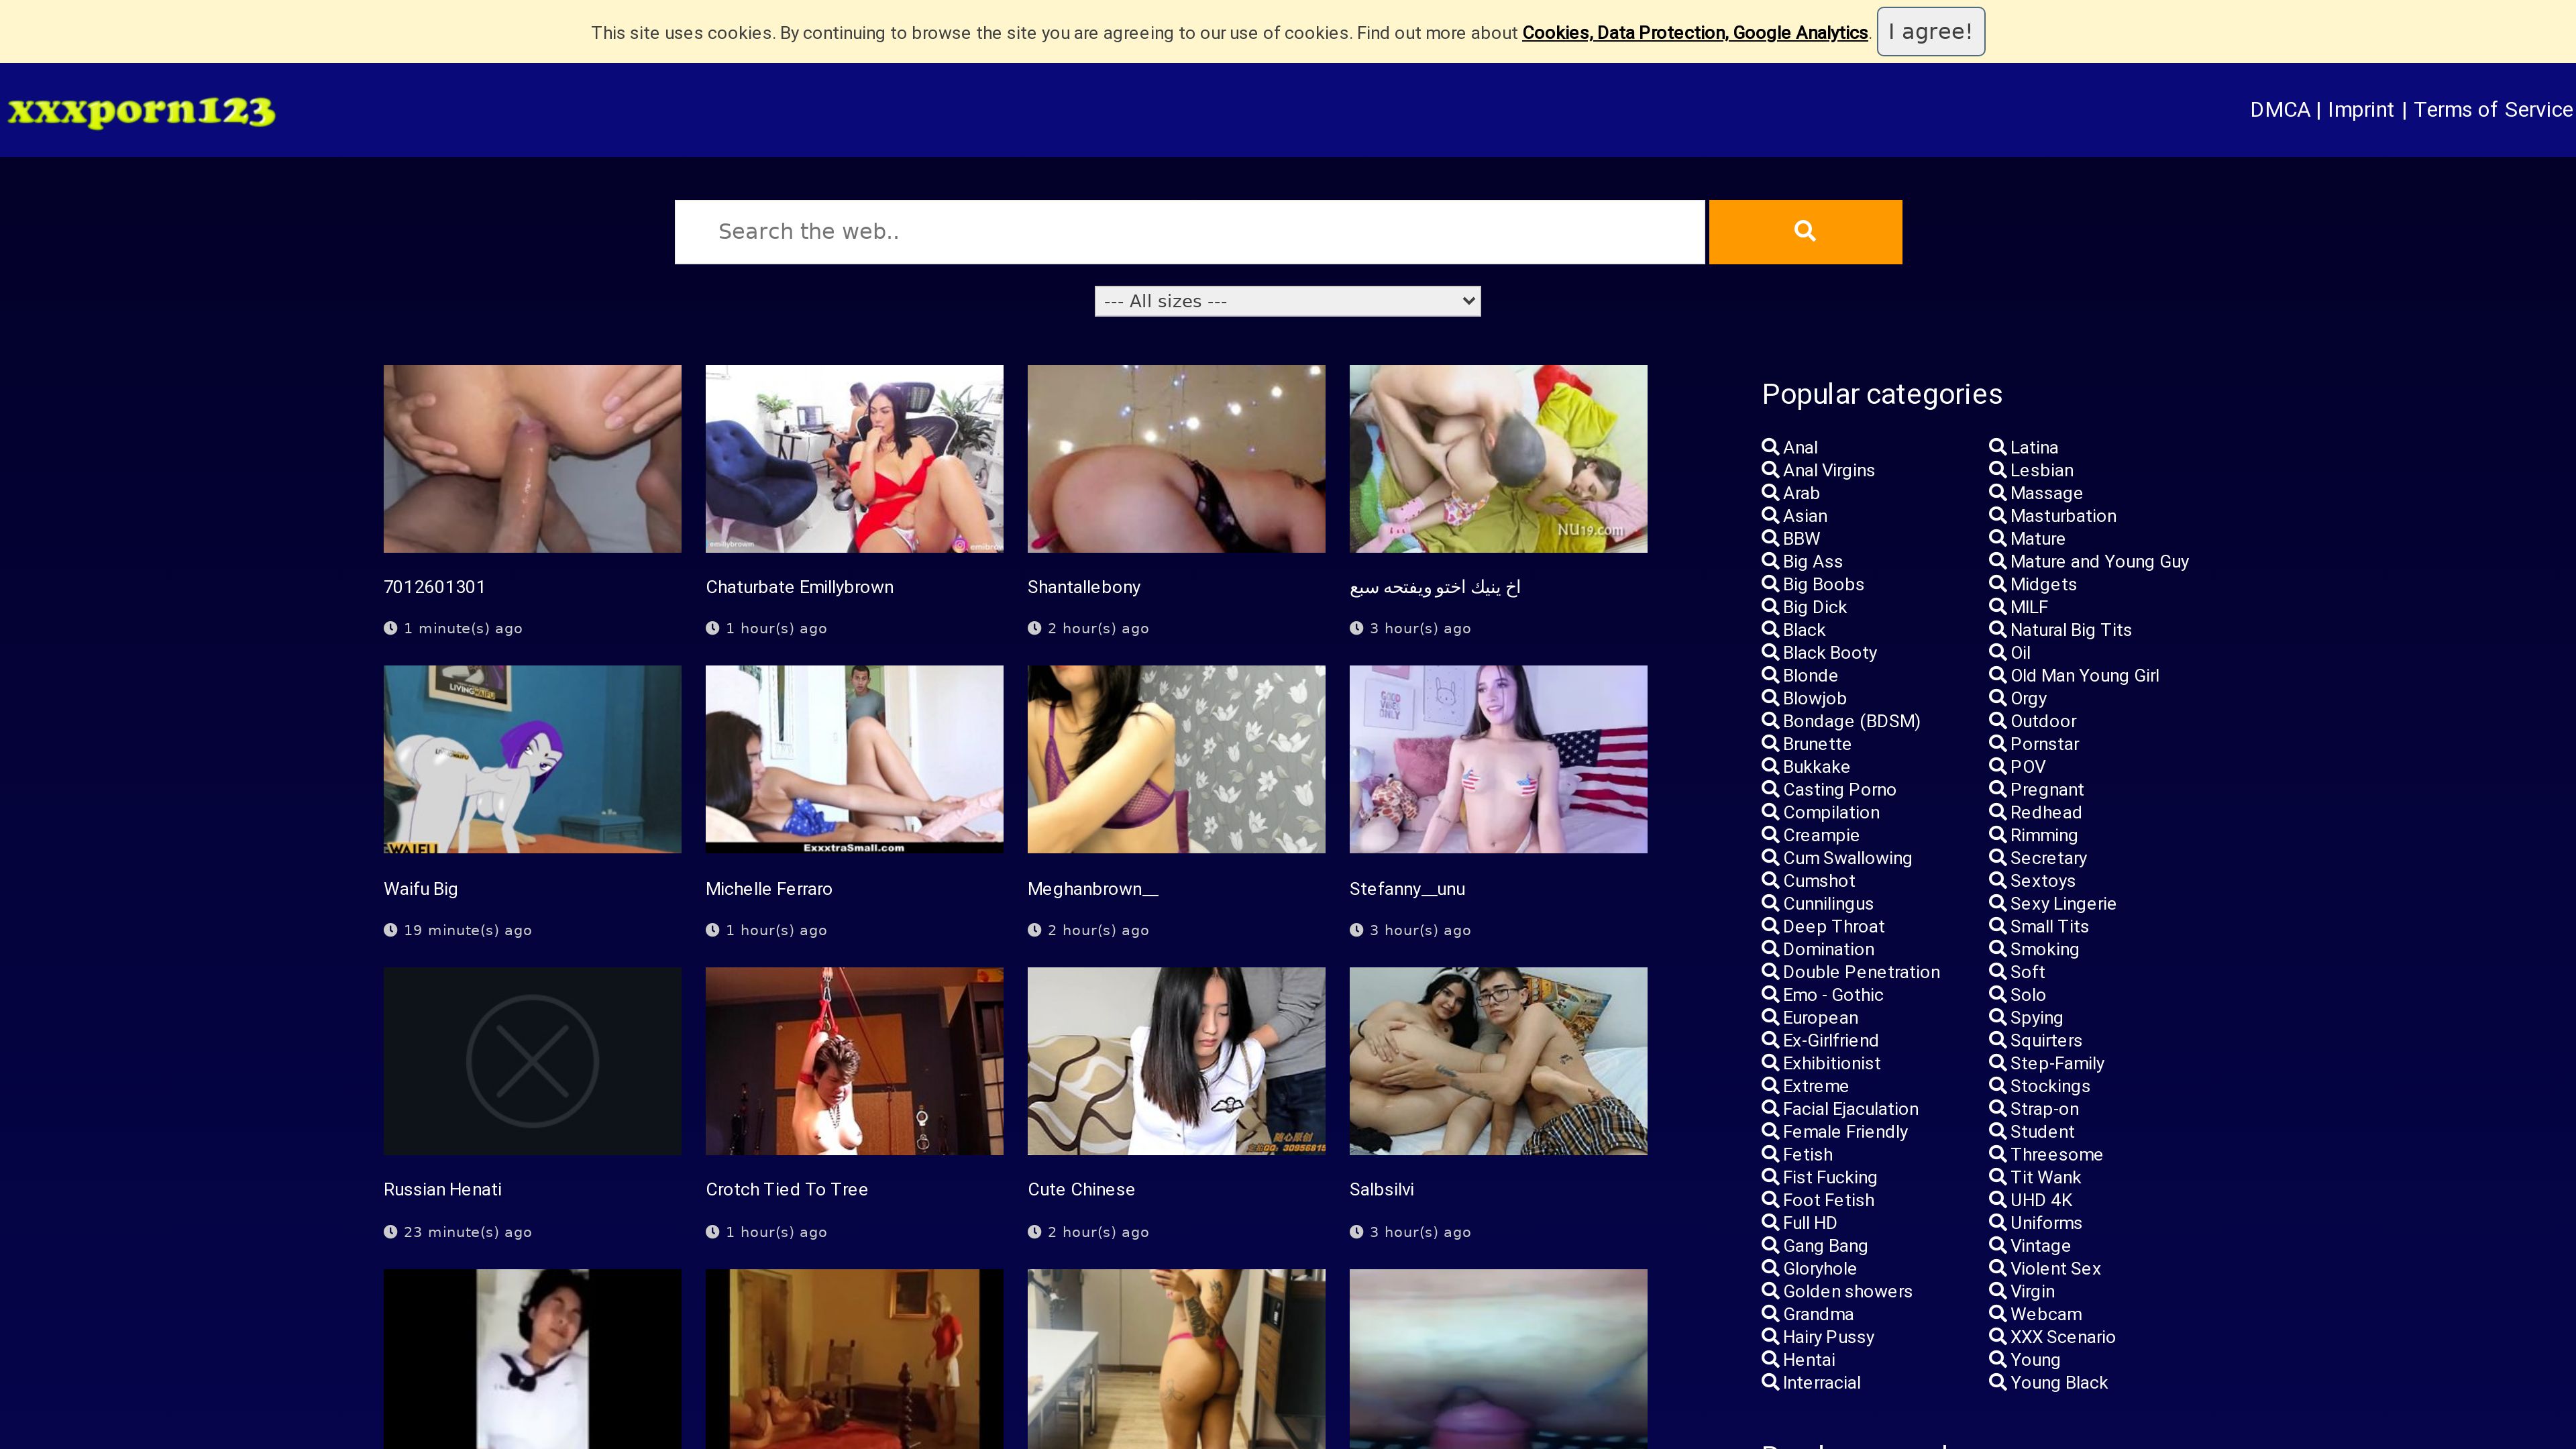 This site uses cookies. By continuing to browse the site you are agreeing to our use of cookies. Find out more about Cookies, Data Protection, Google Analytics. I agree!
xxxporn123
DMCA | Imprint | Terms of Service
Search the web..
--- All sizes ---
emillybrown
NU19.com
7012601301
Chaturbate Emillybrown
Shantallebony
اخ ينيك اختو ويفتحه سبع
1 minute(s) ago
1 hour(s) ago
2 hour(s) ago
3 hour(s) ago
LIVINGWAIFU
GOOD VIBES ONLY
WAIFU
ExxxtraSmall.com
Waifu Big
Michelle Ferraro
Meghanbrown__
Stefanny__unu
19 minute(s) ago
1 hour(s) ago
2 hour(s) ago
3 hour(s) ago
Russian Henati
Crotch Tied To Tree
Cute Chinese
Salbsilvi
23 minute(s) ago
1 hour(s) ago
2 hour(s) ago
3 hour(s) ago
Popular categories
Anal
Anal Virgins
Arab
Asian
BBW
Big Ass
Big Boobs
Big Dick
Black
Black Booty
Blonde
Blowjob
Bondage (BDSM)
Brunette
Bukkake
Casting Porno
Compilation
Creampie
Cum Swallowing
Cumshot
Cunnilingus
Deep Throat
Domination
Double Penetration
Emo - Gothic
European
Ex-Girlfriend
Exhibitionist
Extreme
Facial Ejaculation
Female Friendly
Fetish
Fist Fucking
Foot Fetish
Full HD
Gang Bang
Gloryhole
Golden showers
Grandma
Hairy Pussy
Hentai
Interracial
Latina
Lesbian
Massage
Masturbation
Mature
Mature and Young Guy
Midgets
MILF
Natural Big Tits
Oil
Old Man Young Girl
Orgy
Outdoor
Pornstar
POV
Pregnant
Redhead
Rimming
Secretary
Sextoys
Sexy Lingerie
Small Tits
Smoking
Soft
Solo
Spying
Squirters
Step-Family
Stockings
Strap-on
Student
Threesome
Tit Wank
UHD 4K
Uniforms
Vintage
Violent Sex
Virgin
Webcam
XXX Scenario
Young
Young Black